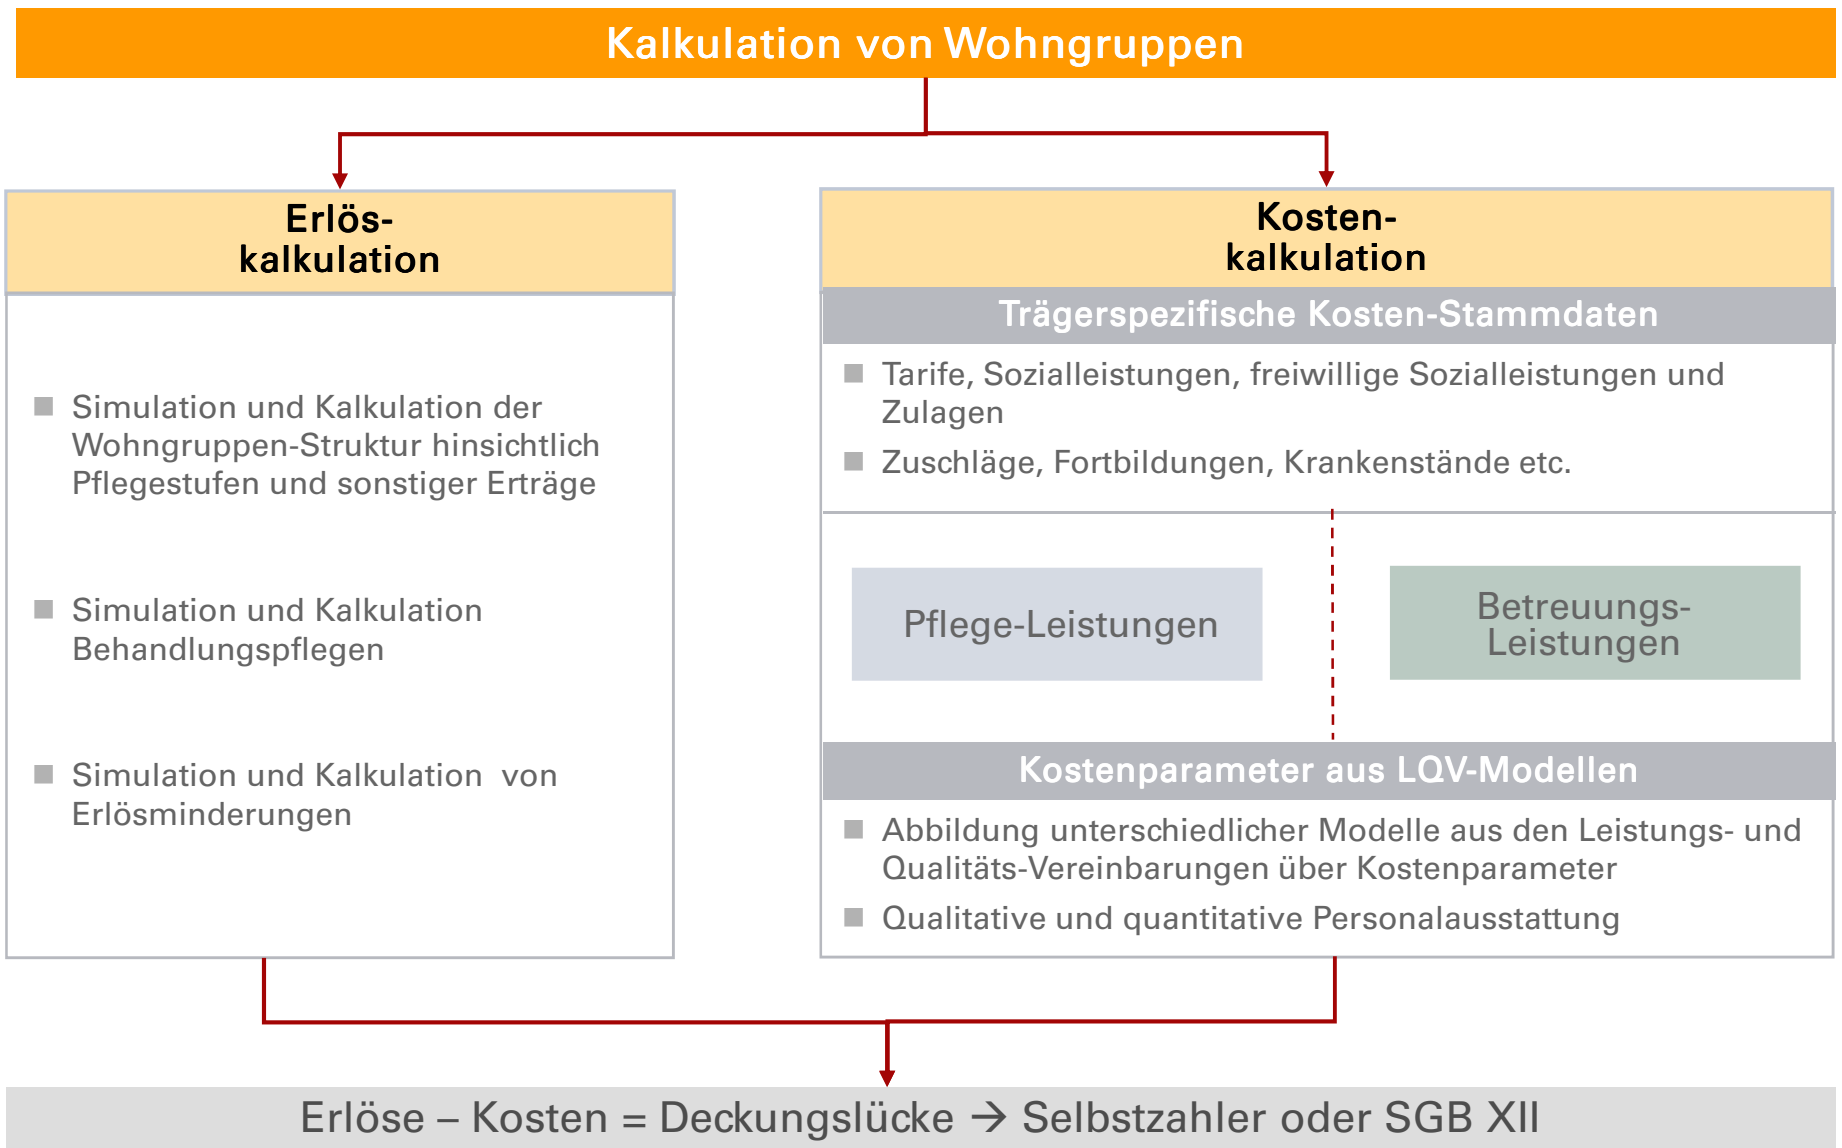 Kalkulation von Wohngruppen
Erlös-
kalkulation
■ Simulation und Kalkulation der
Wohngruppen-Struktur hinsichtlich
Pflegestufen und sonstiger Erträge
■ Simulation und Kalkulation
Behandlungspflegen
■ Simulation und Kalkulation von
Erlösminderungen
Kosten-
kalkulation
Trägerspezifische Kosten-Stammdaten
■ Tarife, Sozialleistungen, freiwillige Sozialleistungen und
Zulagen
■ Zuschläge, Fortbildungen, Krankenstände etc.
Pflege-Leistungen
Betreuungs-
Leistungen
Kostenparameter aus LQV-Modellen
■ Abbildung unterschiedlicher Modelle aus den Leistungs- und
Qualitäts-Vereinbarungen über Kostenparameter
■ Qualitative und quantitative Personalausstattung
Erlöse – Kosten = Deckungslücke → Selbstzahler oder SGB XII